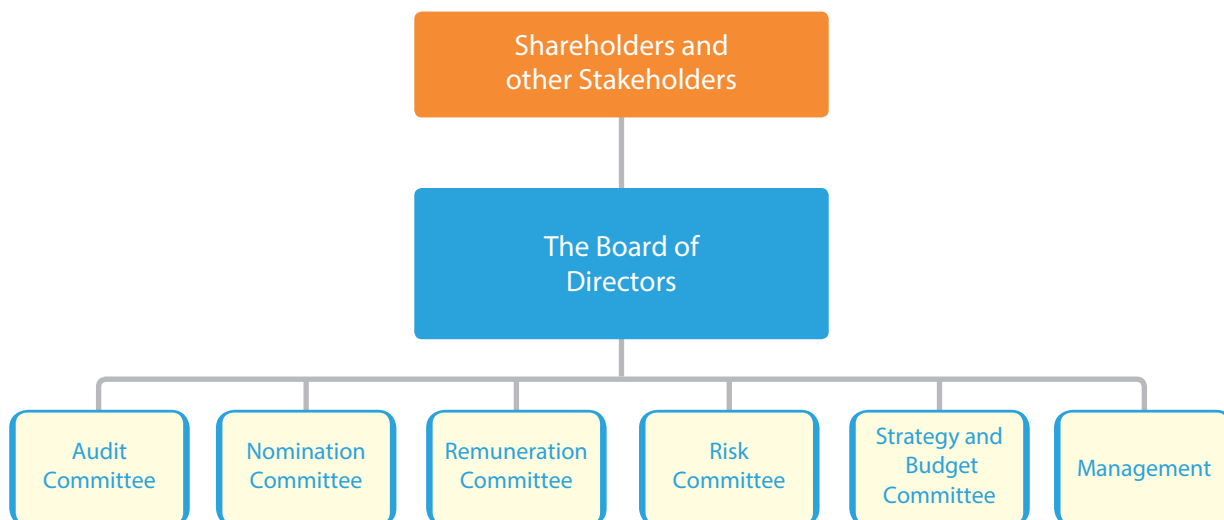 Shareholders and
other Stakeholders
The Board of
Directors
Audit
Committee
Nomination
Committee
Remuneration
Committee
Risk
Committee
Strategy and
Budget
Committee
Management